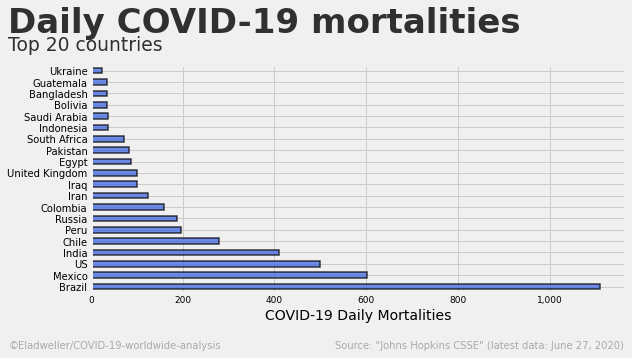 Daily COVID-19 mortalities
Top 20 countries
Ukraine
Guatemala
Bangladesh
Bolivia
Saudi Arabia
Indonesia
South Africa
Pakistan
Egypt
United Kingdom
Iraq
Iran
Colombia
Russia
Peru
Chile
India
US
Mexico
Brazil
0 200 400 600 800 1,000
COVID-19 Daily Mortalities
©Eladweller/COVID-19-worldwide-analysis Source: "Johns Hopkins CSSE" (latest data: June 27, 2020)